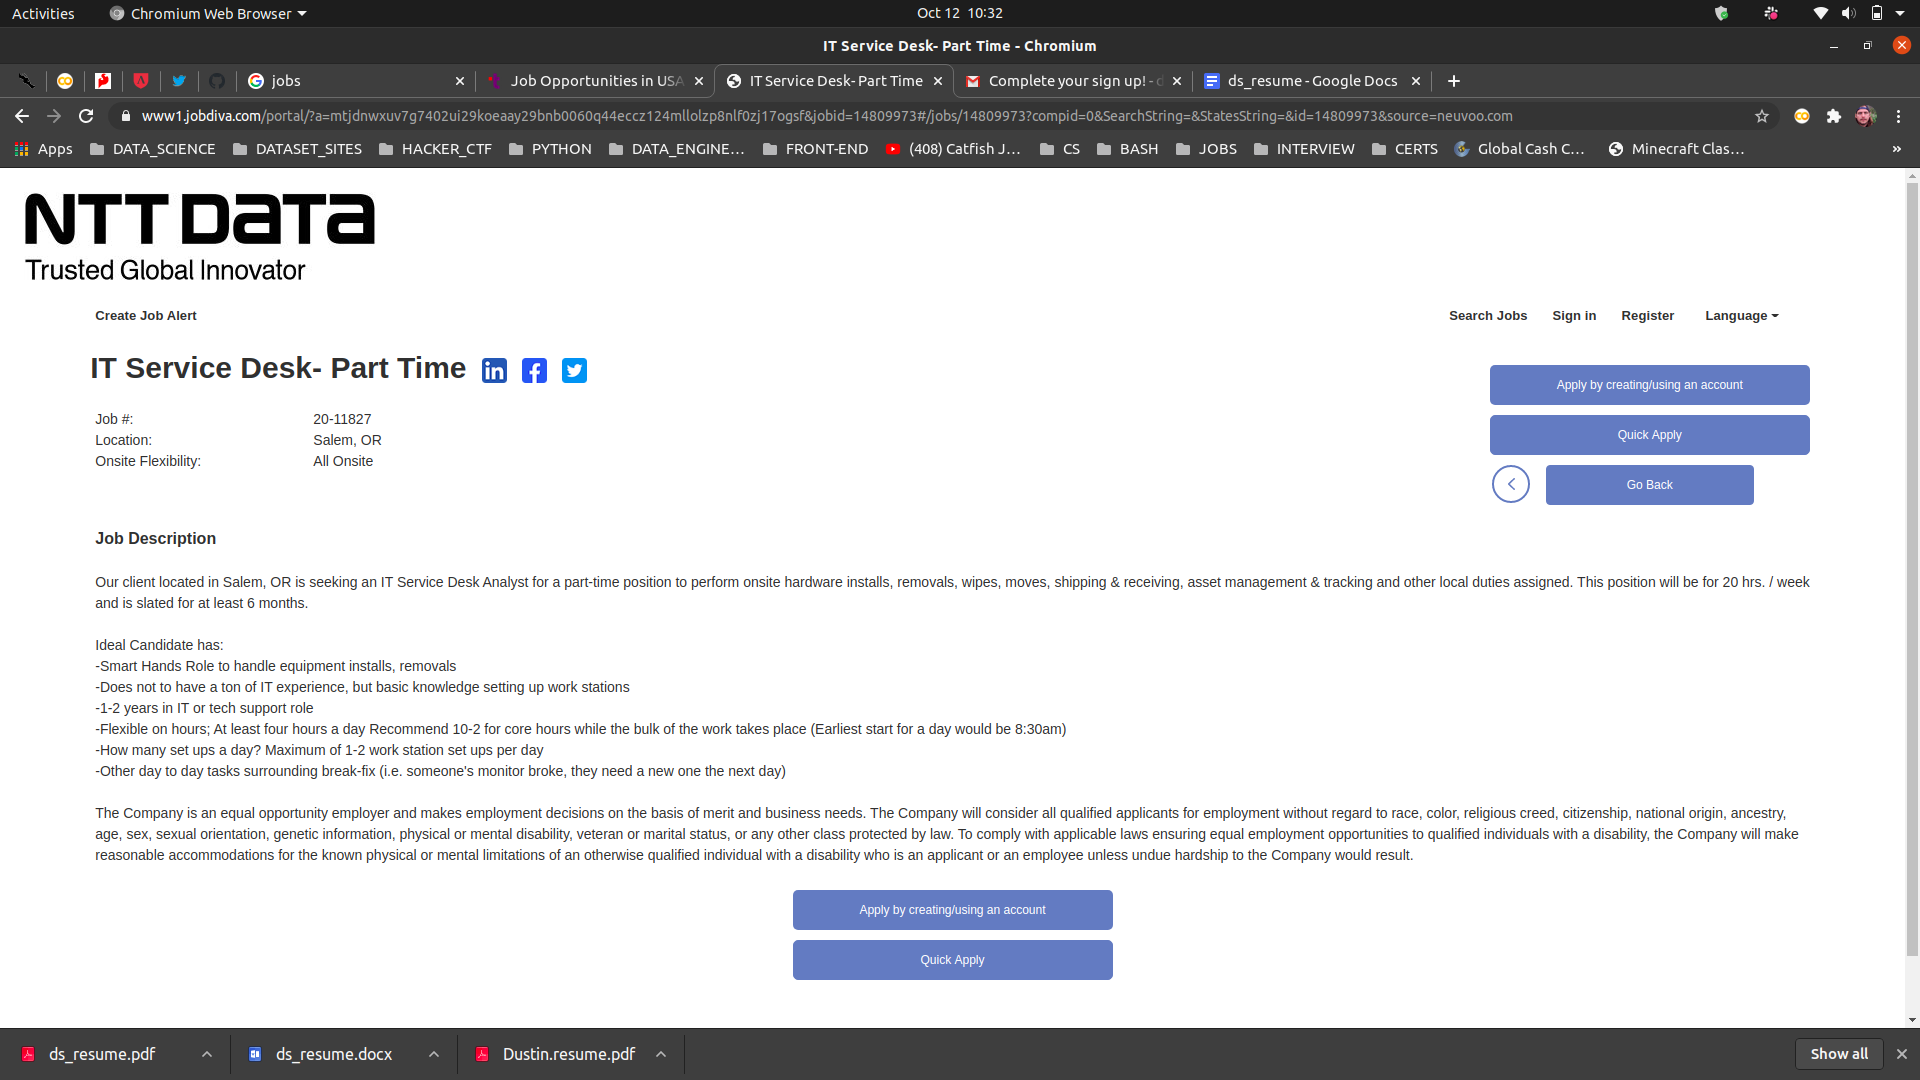 Activities
Chromium Web Browser
Oct 12 10:32
IT Service Desk- Part Time - Chromium
jobs
Job Opportunities in USA
IT Service Desk- Part Time
Complete your sign up! - d
ds_resume - Google Docs
www1.jobdiva.com/portal/?a=mtjdnwxuv7g7402ui29koeaay29bnb0060q44eccz124mllolzp8nlf0zj17ogsf&jobid=14809973#/jobs/14809973?compid=0&SearchString=&StatesString=&id=14809973&source=neuvoo.com
Apps
DATA_SCIENCE
DATASET_SITES
HACKER_CTF
PYTHON
DATA_ENGINE...
FRONT-END
(408) Catfish J...
CS
BASH
JOBS
INTERVIEW
CERTS
Global Cash C...
Minecraft Clas...
»
NTT DATA
Trusted Global Innovator
Create Job Alert
Search Jobs
Sign in
Register
Language
IT Service Desk- Part Time
Apply by creating/using an account
Job #: 20-11827
Quick Apply
Location: Salem, OR
Onsite Flexibility: All Onsite
Go Back
Job Description
Our client located in Salem, OR is seeking an IT Service Desk Analyst for a part-time position to perform onsite hardware installs, removals, wipes, moves, shipping & receiving, asset management & tracking and other local duties assigned. This position will be for 20 hrs. / week
and is slated for at least 6 months.
Ideal Candidate has:
-Smart Hands Role to handle equipment installs, removals
-Does not to have a ton of IT experience, but basic knowledge setting up work stations
-1-2 years in IT or tech support role
-Flexible on hours; At least four hours a day Recommend 10-2 for core hours while the bulk of the work takes place (Earliest start for a day would be 8:30am)
-How many set ups a day? Maximum of 1-2 work station set ups per day
-Other day to day tasks surrounding break-fix (i.e. someone's monitor broke, they need a new one the next day)
The Company is an equal opportunity employer and makes employment decisions on the basis of merit and business needs. The Company will consider all qualified applicants for employment without regard to race, color, religious creed, citizenship, national origin, ancestry,
age, sex, sexual orientation, genetic information, physical or mental disability, veteran or marital status, or any other class protected by law. To comply with applicable laws ensuring equal employment opportunities to qualified individuals with a disability, the Company will make
reasonable accommodations for the known physical or mental limitations of an otherwise qualified individual with a disability who is an applicant or an employee unless undue hardship to the Company would result.
Apply by creating/using an account
Quick Apply
ds_resume.pdf
ds_resume.docx
Dustin.resume.pdf
Show all